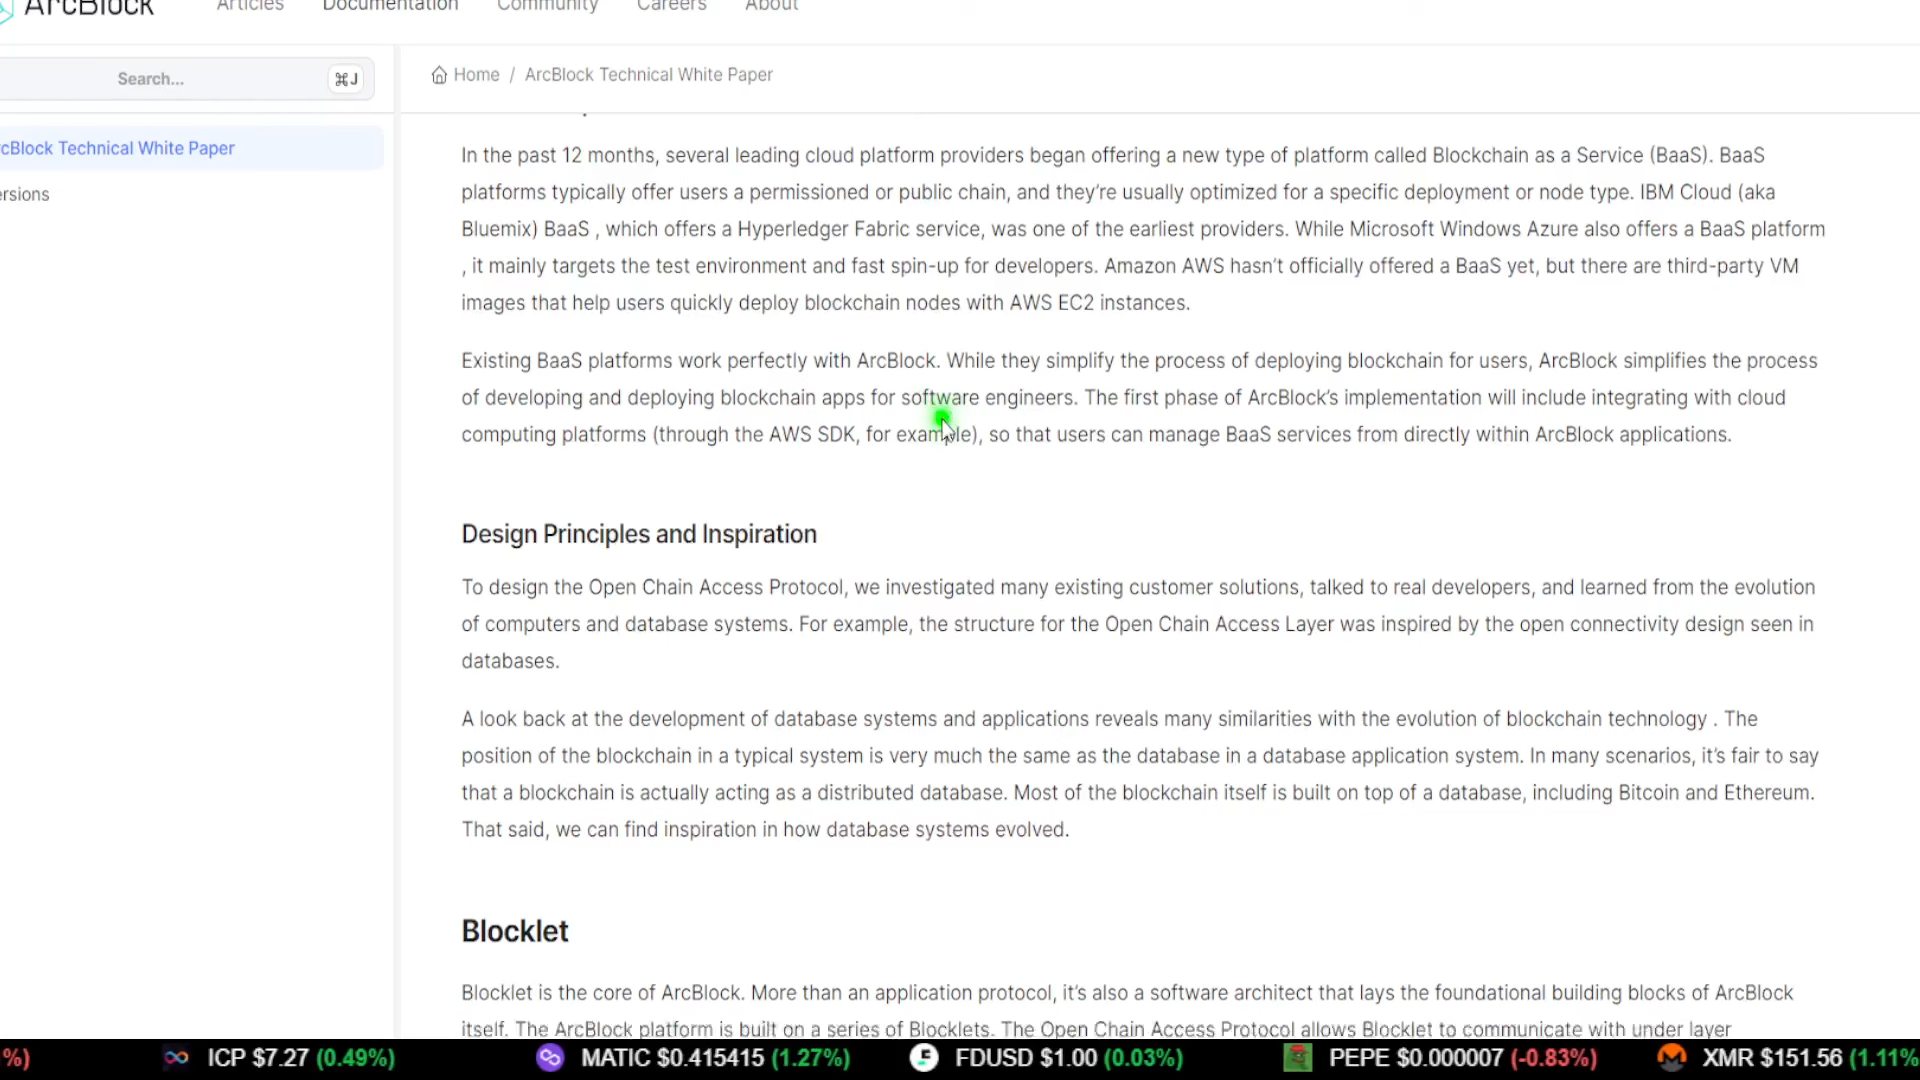 ArcBlock Articles Documentation Community Careers About
Search... ⌘J
Home / ArcBlock Technical White Paper
cBlock Technical White Paper
ersions
In the past 12 months, several leading cloud platform providers began offering a new type of platform called Blockchain as a Service (BaaS). BaaS
platforms typically offer users a permissioned or public chain, and they're usually optimized for a specific deployment or node type. IBM Cloud (aka
Bluemix) BaaS , which offers a Hyperledger Fabric service, was one of the earliest providers. While Microsoft Windows Azure also offers a BaaS platform
, it mainly targets the test environment and fast spin-up for developers. Amazon AWS hasn't officially offered a BaaS yet, but there are third-party VM
images that help users quickly deploy blockchain nodes with AWS EC2 instances.
Existing BaaS platforms work perfectly with ArcBlock. While they simplify the process of deploying blockchain for users, ArcBlock simplifies the process
of developing and deploying blockchain apps for software engineers. The first phase of ArcBlock's implementation will include integrating with cloud
computing platforms (through the AWS SDK, for example), so that users can manage BaaS services from directly within ArcBlock applications.
Design Principles and Inspiration
To design the Open Chain Access Protocol, we investigated many existing customer solutions, talked to real developers, and learned from the evolution
of computers and database systems. For example, the structure for the Open Chain Access Layer was inspired by the open connectivity design seen in
databases.
A look back at the development of database systems and applications reveals many similarities with the evolution of blockchain technology . The
position of the blockchain in a typical system is very much the same as the database in a database application system. In many scenarios, it's fair to say
that a blockchain is actually acting as a distributed database. Most of the blockchain itself is built on top of a database, including Bitcoin and Ethereum.
That said, we can find inspiration in how database systems evolved.
Blocklet
Blocklet is the core of ArcBlock. More than an application protocol, it's also a software architect that lays the foundational building blocks of ArcBlock
itself. The ArcBlock platform is built on a series of Blocklets. The Open Chain Access Protocol allows Blocklet to communicate with under layer
%) ICP $7.27 (0.49%) MATIC $0.415415 (1.27%) FDUSD $1.00 (0.03%) PEPE $0.000007 (-0.83%) XMR $151.56 (1.11%